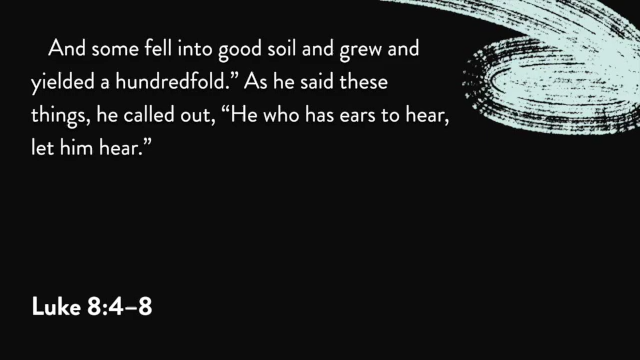 And some fell into good soil and grew and
yielded a hundredfold.” As he said these
things, he called out, “He who has ears to hear,
let him hear.”
Luke 8:4–8